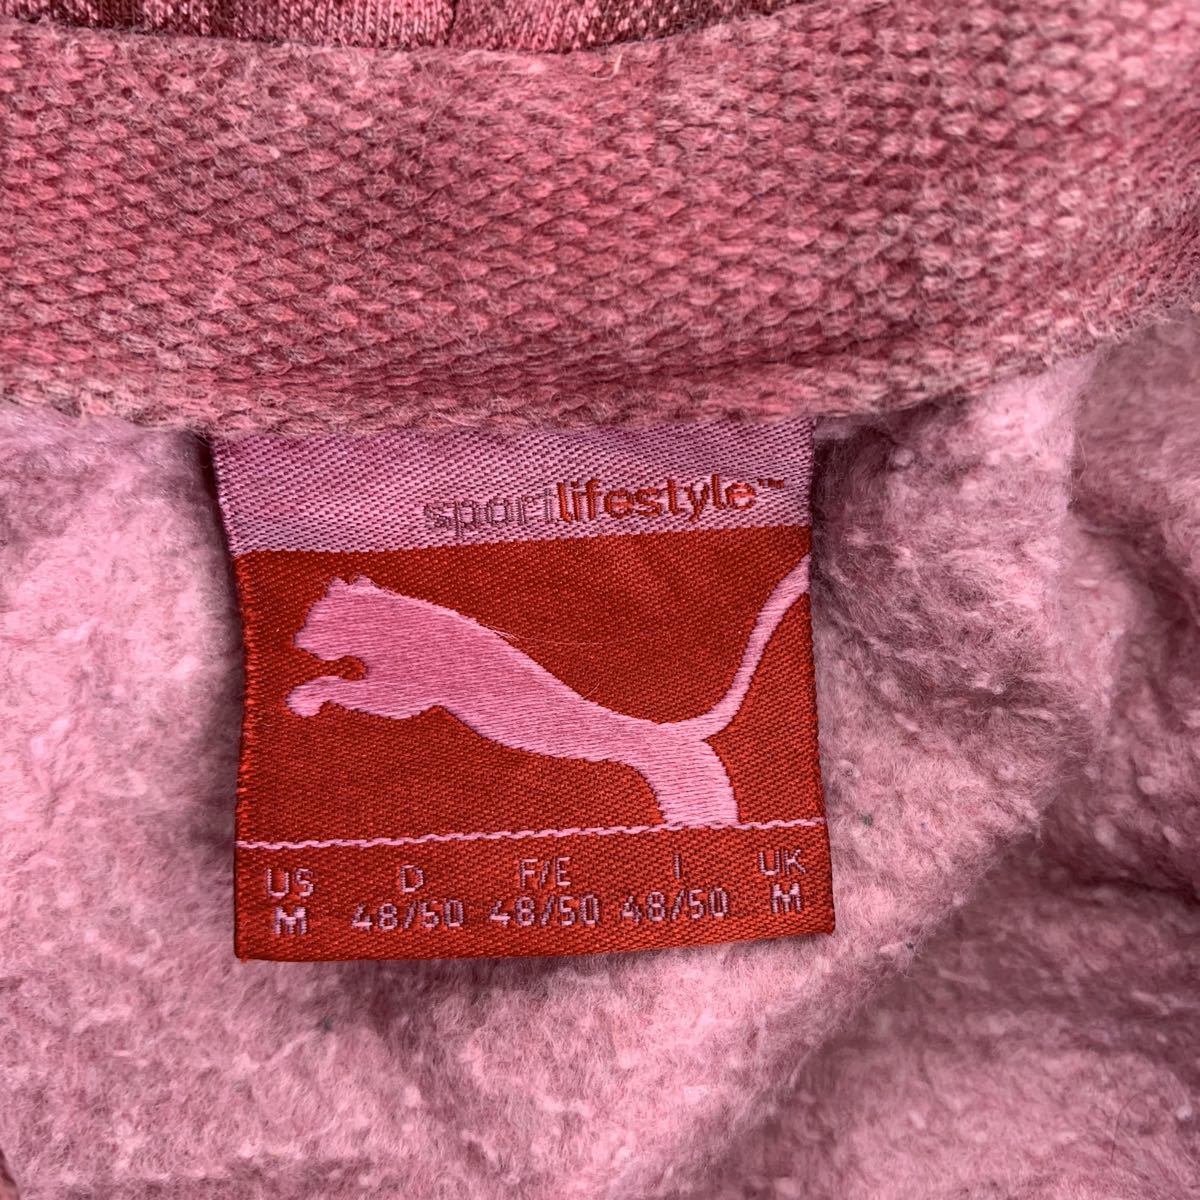 sportlifestyle™
US D F/E I UK
M 48/50 48/50 48/50 M